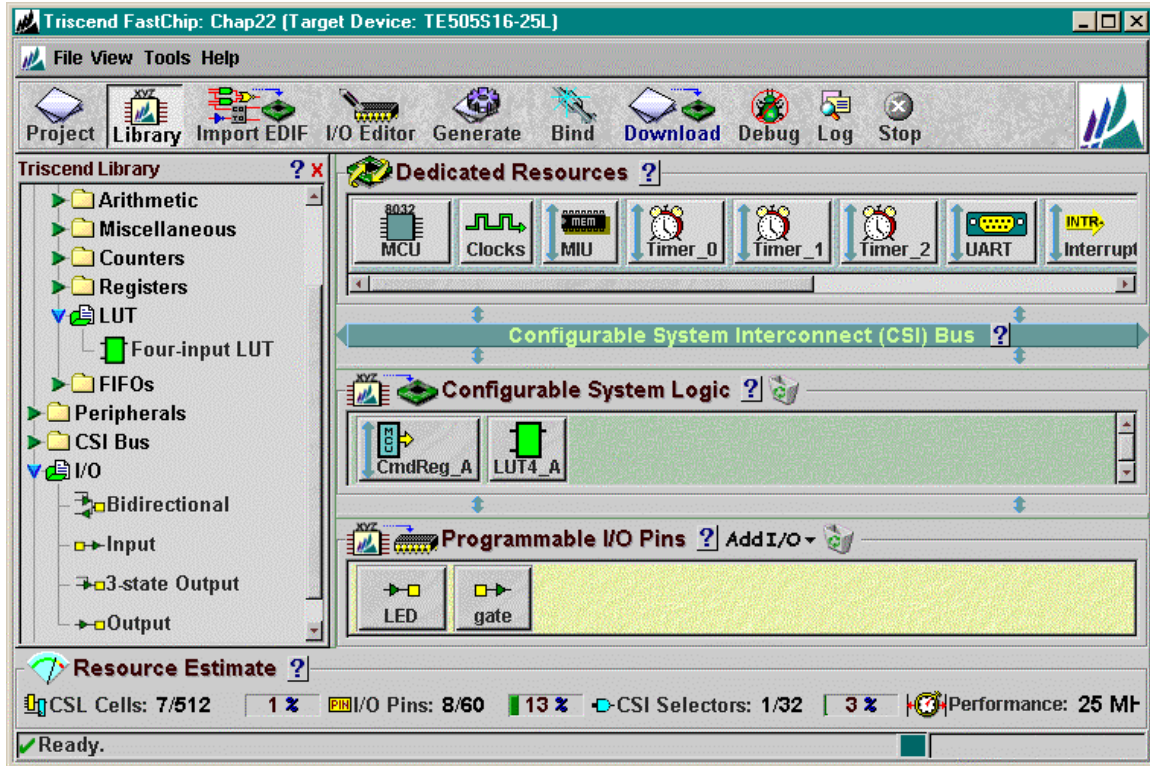 Triscend FastChip: Chap22 (Target Device: TE505S16-25L)
File View Tools Help
Project Library Import EDIF I/O Editor Generate Bind Download Debug Log Stop
Triscend Library ? x
Arithmetic
Miscellaneous
Counters
Registers
LUT
Four-input LUT
FIFOs
Peripherals
CSI Bus
I/O
Bidirectional
Input
3-state Output
Output
Dedicated Resources ?
8032
MCU Clocks MIU Timer_0 Timer_1 Timer_2 UART Interrupt
mem
INTR
Configurable System Interconnect (CSI) Bus ?
XYZ
Configurable System Logic ?
MCU
CmdReg_A LUT4_A
XYZ
Programmable I/O Pins ? Add I/O
LED gate
Resource Estimate ?
CSL Cells: 7/512 1 % PIN I/O Pins: 8/60 13 % CSI Selectors: 1/32 3 % Performance: 25 MH
Ready.